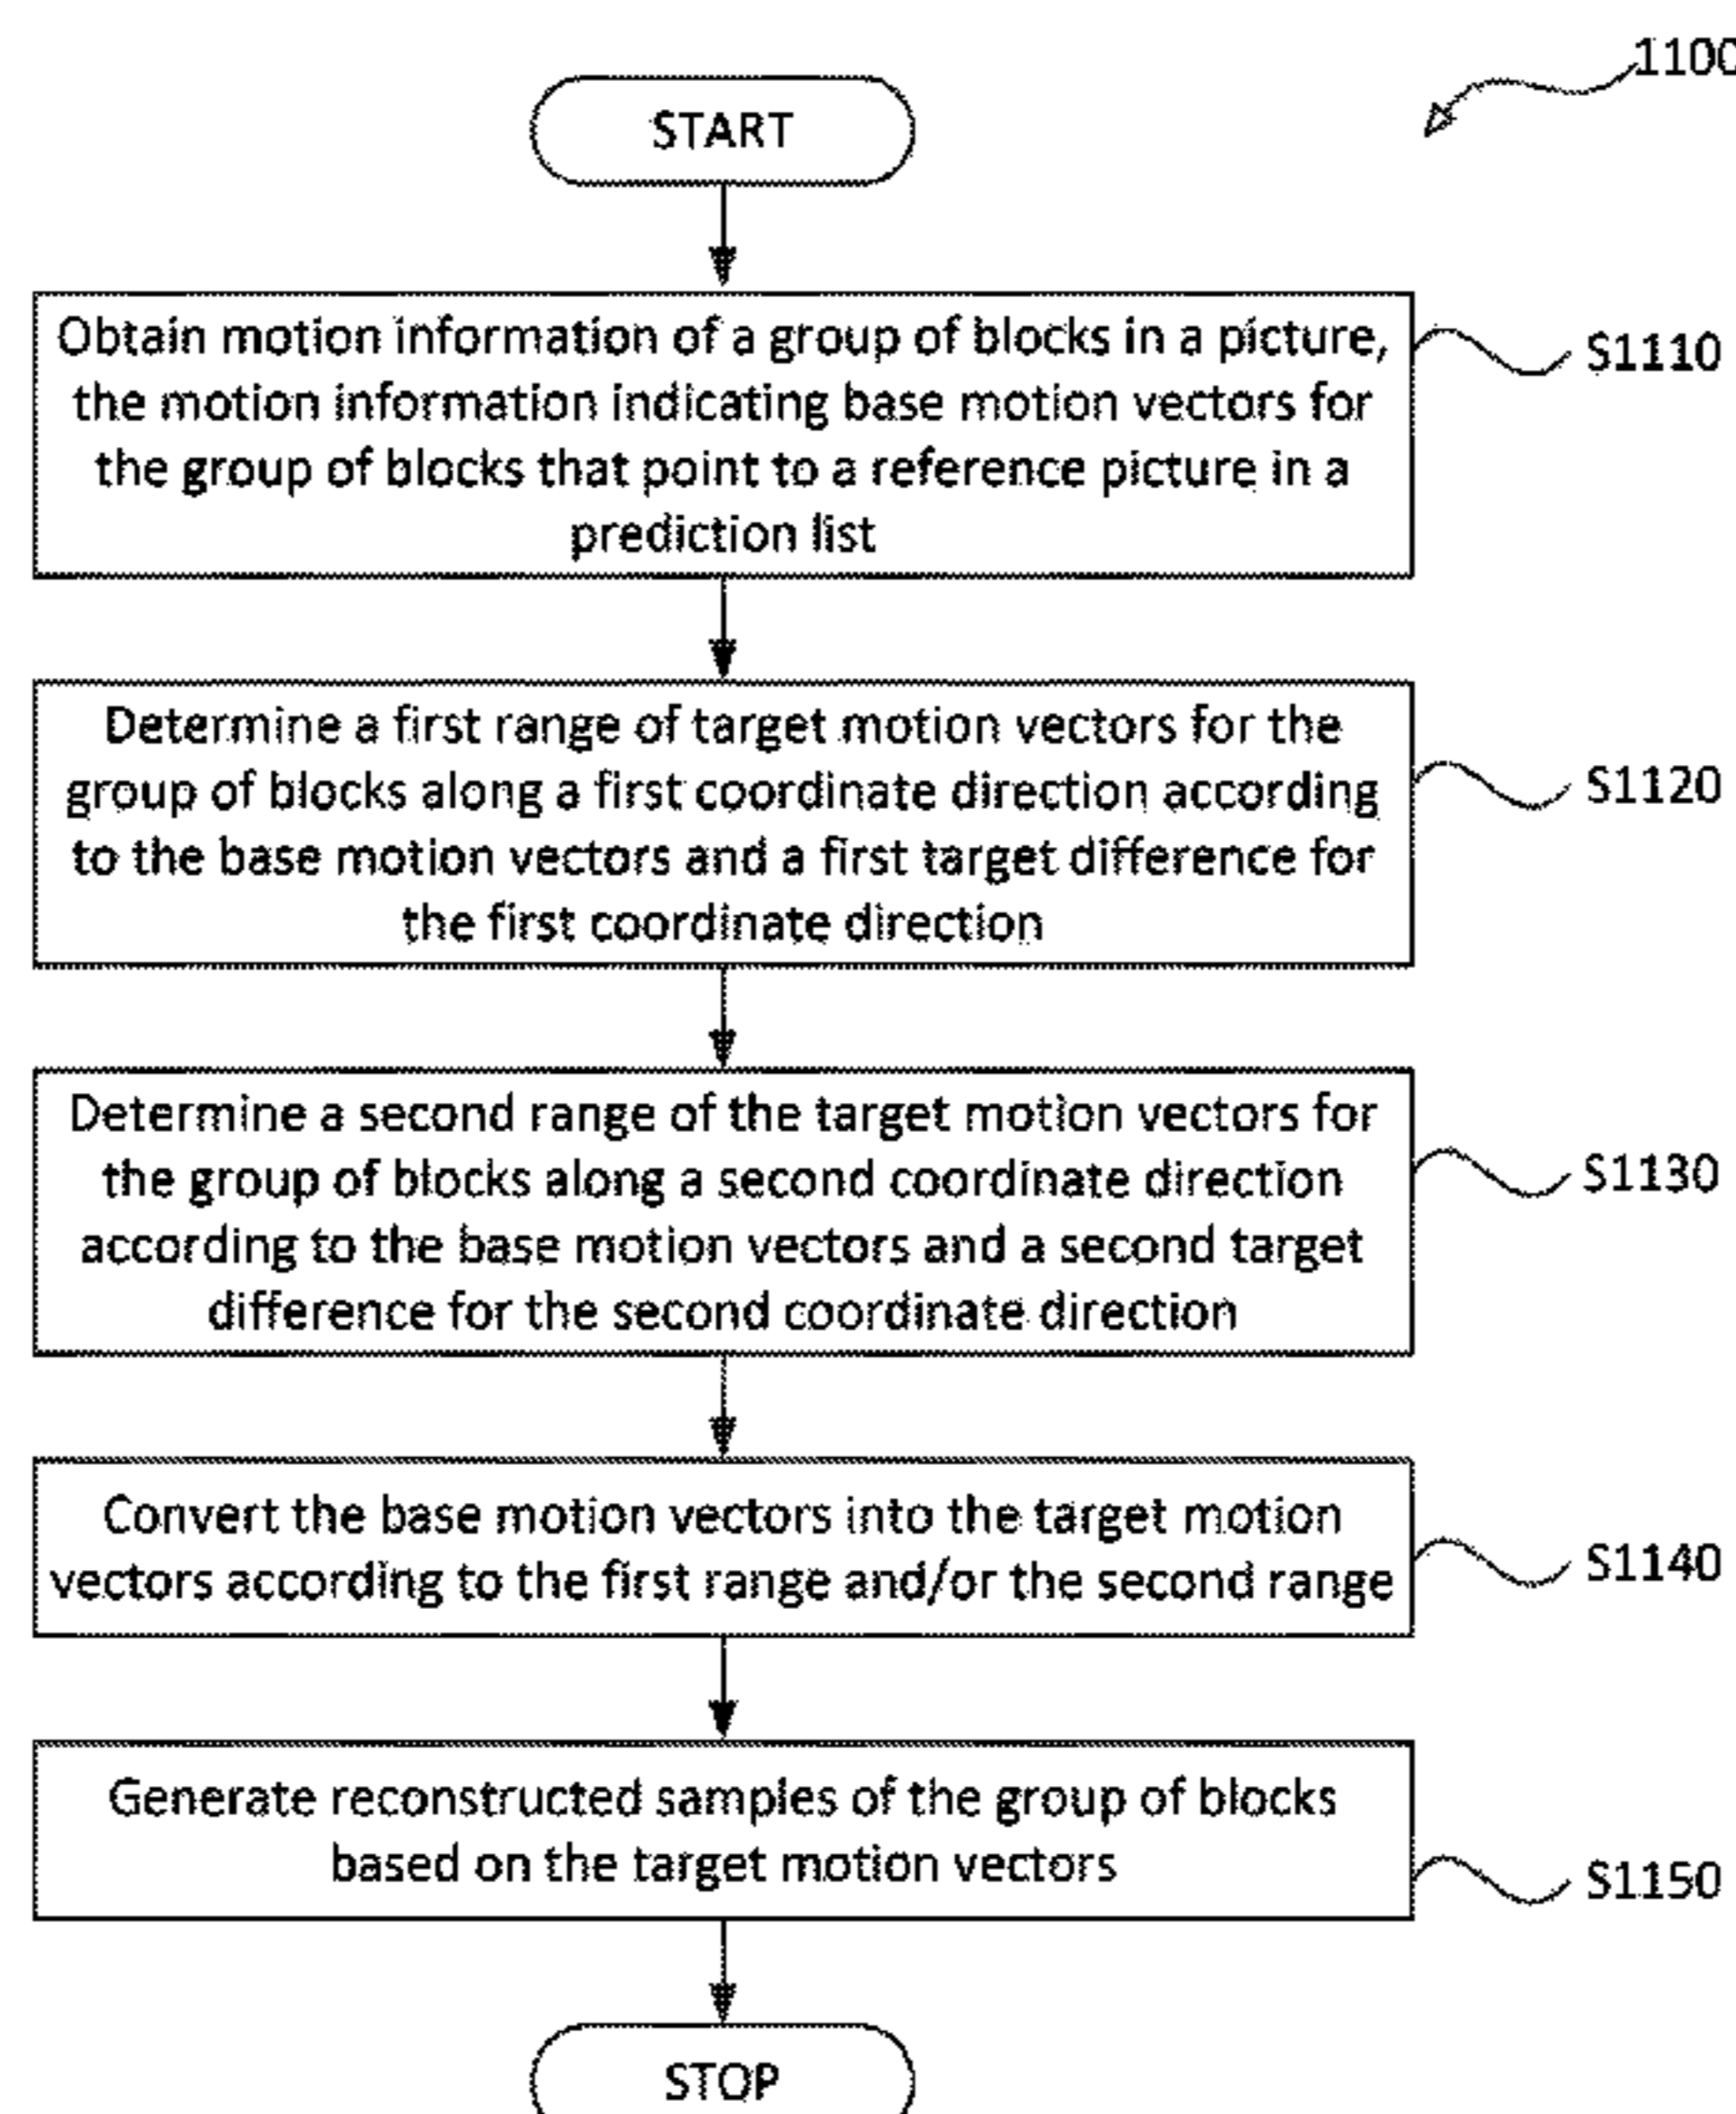 1100
START
Obtain motion information of a group of blocks in a picture,
the motion information indicating base motion vectors for
the group of blocks that point to a reference picture in a
prediction list
S1110
Determine a first range of target motion vectors for the
group of blocks along a first coordinate direction according
to the base motion vectors and a first target difference for
the first coordinate direction
S1120
Determine a second range of the target motion vectors for
the group of blocks along a second coordinate direction
according to the base motion vectors and a second target
difference for the second coordinate direction
S1130
Convert the base motion vectors into the target motion
vectors according to the first range and/or the second range
S1140
Generate reconstructed samples of the group of blocks
based on the target motion vectors
S1150
STOP